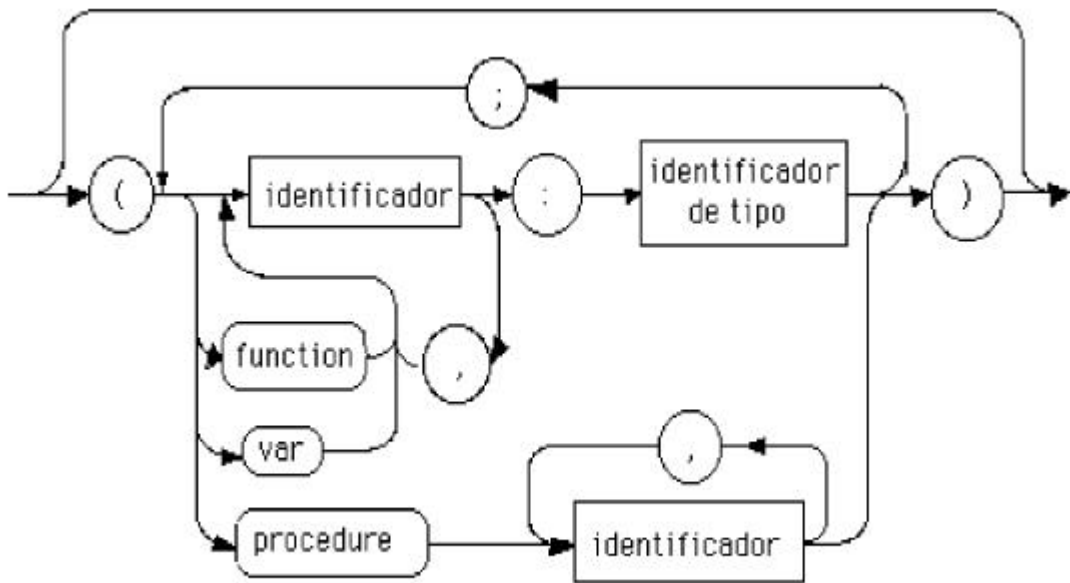 ;
( identificador : identificador
de tipo )
function ,
var
,
procedure identificador